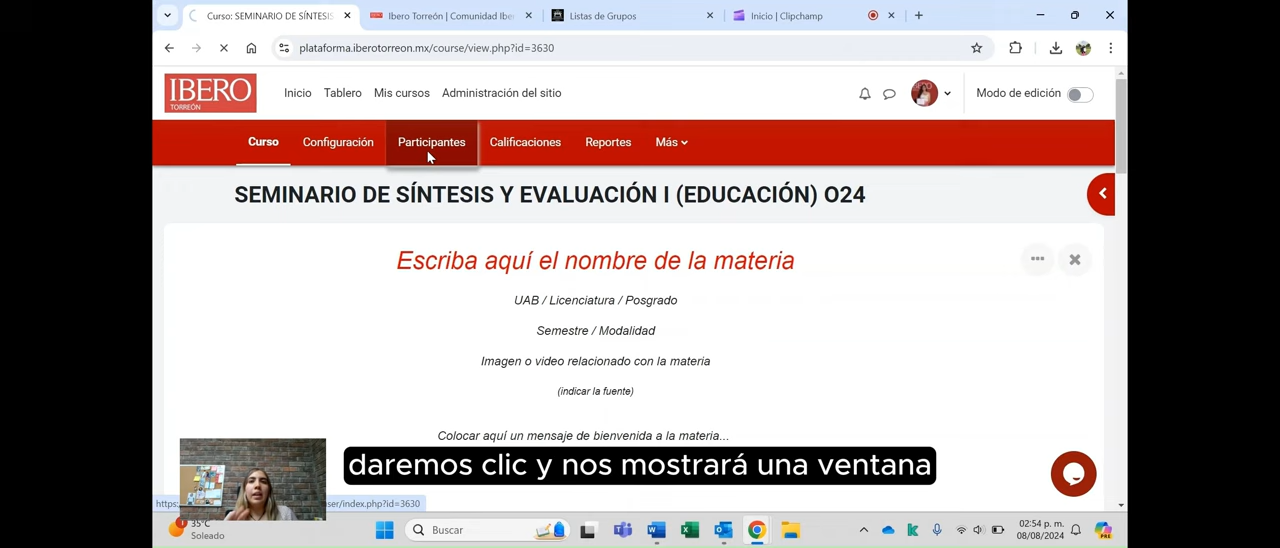 Curso: SEMINARIO DE SÍNTESIS
Ibero Torreón | Comunidad Iber
Listas de Grupos
Inicio | Clipchamp
plataforma.iberotorreon.mx/course/view.php?id=3630
IBERO
TORREÓN
Inicio
Tablero
Mis cursos
Administración del sitio
Modo de edición
Curso
Configuración
Participantes
Calificaciones
Reportes
Más
SEMINARIO DE SÍNTESIS Y EVALUACIÓN I (EDUCACIÓN) O24
Escriba aquí el nombre de la materia
UAB / Licenciatura / Posgrado
Semestre / Modalidad
Imagen o video relacionado con la materia
(indicar la fuente)
Colocar aquí un mensaje de bienvenida a la materia...
daremos clic y nos mostrará una ventana
user/index.php?id=3630
35°C
Soleado
Buscar
02:54 p. m.
08/08/2024
PRE